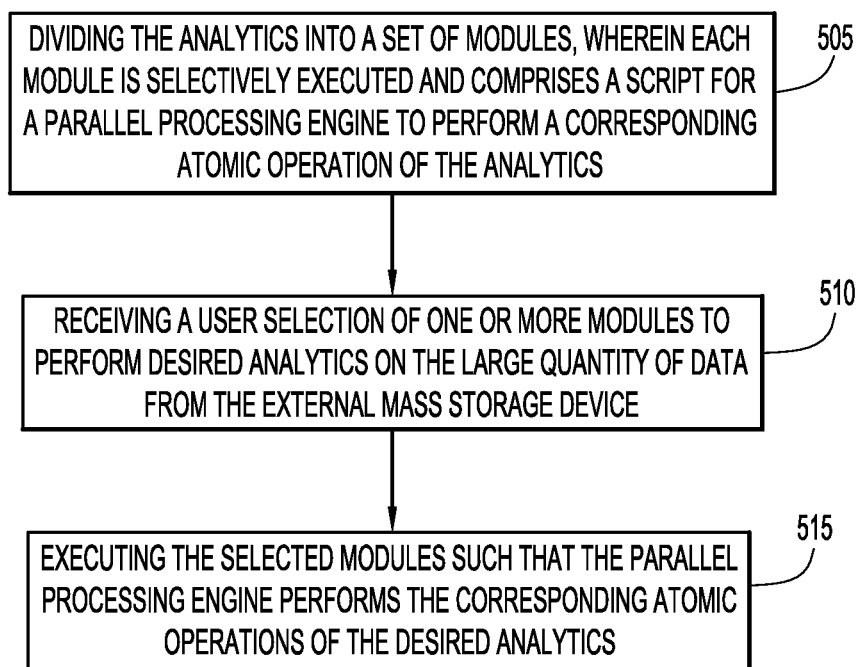 DIVIDING THE ANALYTICS INTO A SET OF MODULES, WHEREIN EACH
MODULE IS SELECTIVELY EXECUTED AND COMPRISES A SCRIPT FOR
A PARALLEL PROCESSING ENGINE TO PERFORM A CORRESPONDING
ATOMIC OPERATION OF THE ANALYTICS
505
RECEIVING A USER SELECTION OF ONE OR MORE MODULES TO
PERFORM DESIRED ANALYTICS ON THE LARGE QUANTITY OF DATA
FROM THE EXTERNAL MASS STORAGE DEVICE
510
EXECUTING THE SELECTED MODULES SUCH THAT THE PARALLEL
PROCESSING ENGINE PERFORMS THE CORRESPONDING ATOMIC
OPERATIONS OF THE DESIRED ANALYTICS
515